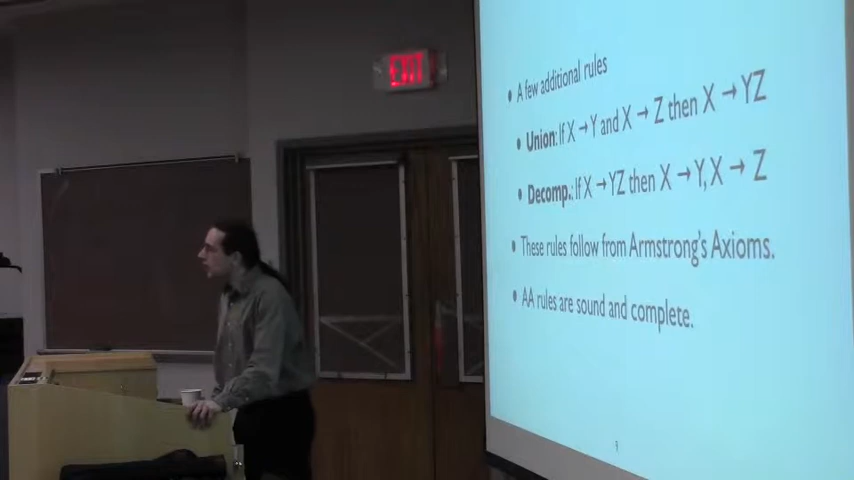 EXIT
• A few additional rules
• Union: If X → Y and X → Z then X → YZ
• Decomp: If X → YZ then X → Y, X → Z
• These rules follow from Armstrong's Axioms.
• AA rules are sound and complete.